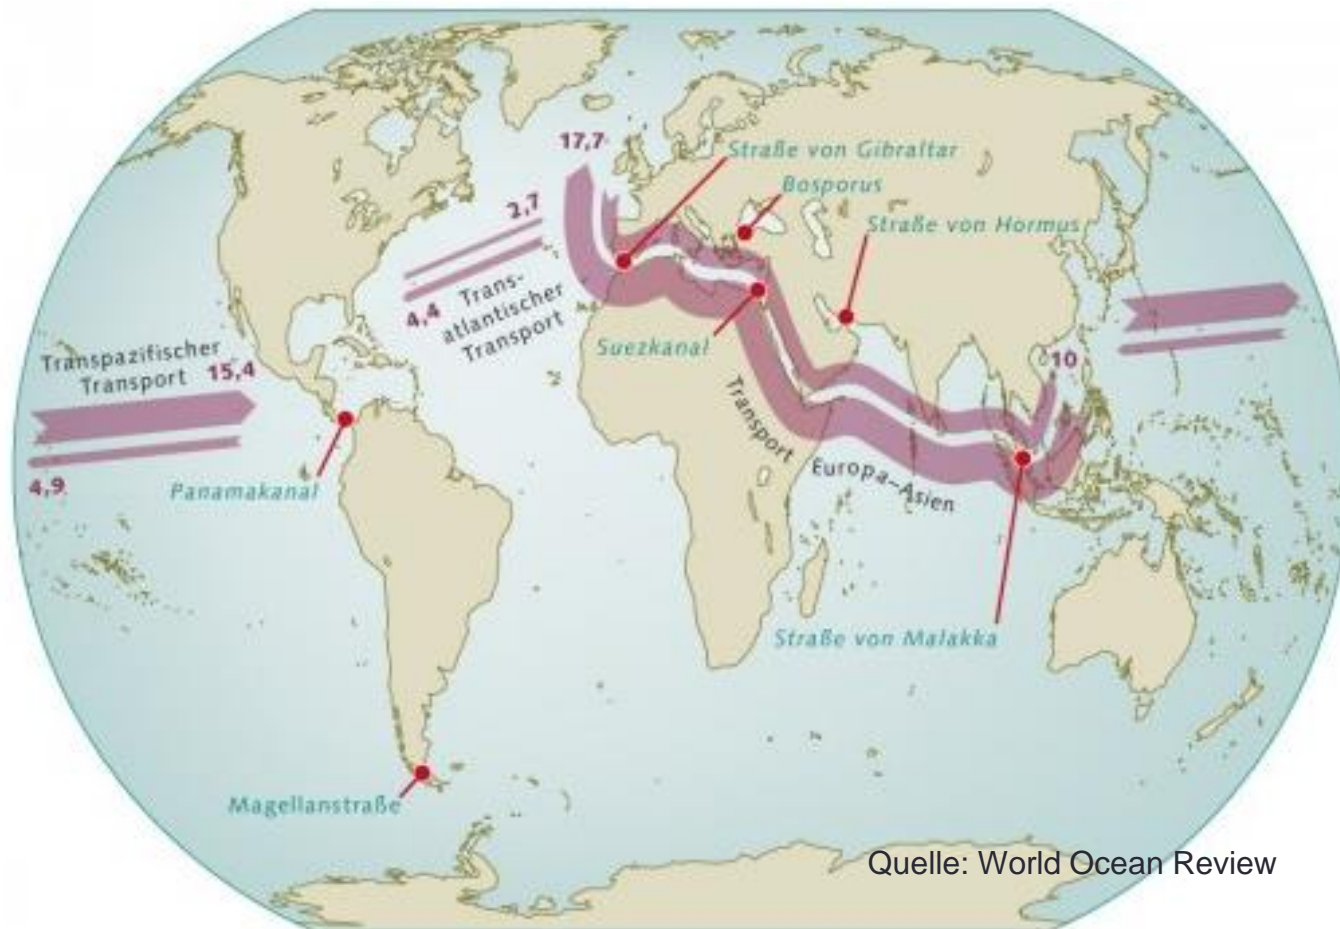 17,7
Straße von Gibraltar
Bosporus
2,7
Straße von Hormus
4,4
Trans-
atlantischer
Transport
Suezkanal
Transpazifischer
Transport 15,4
10
4,9
Panamakanal
Transport
Europa–Asien
Straße von Malakka
Magellanstraße
Quelle: World Ocean Review